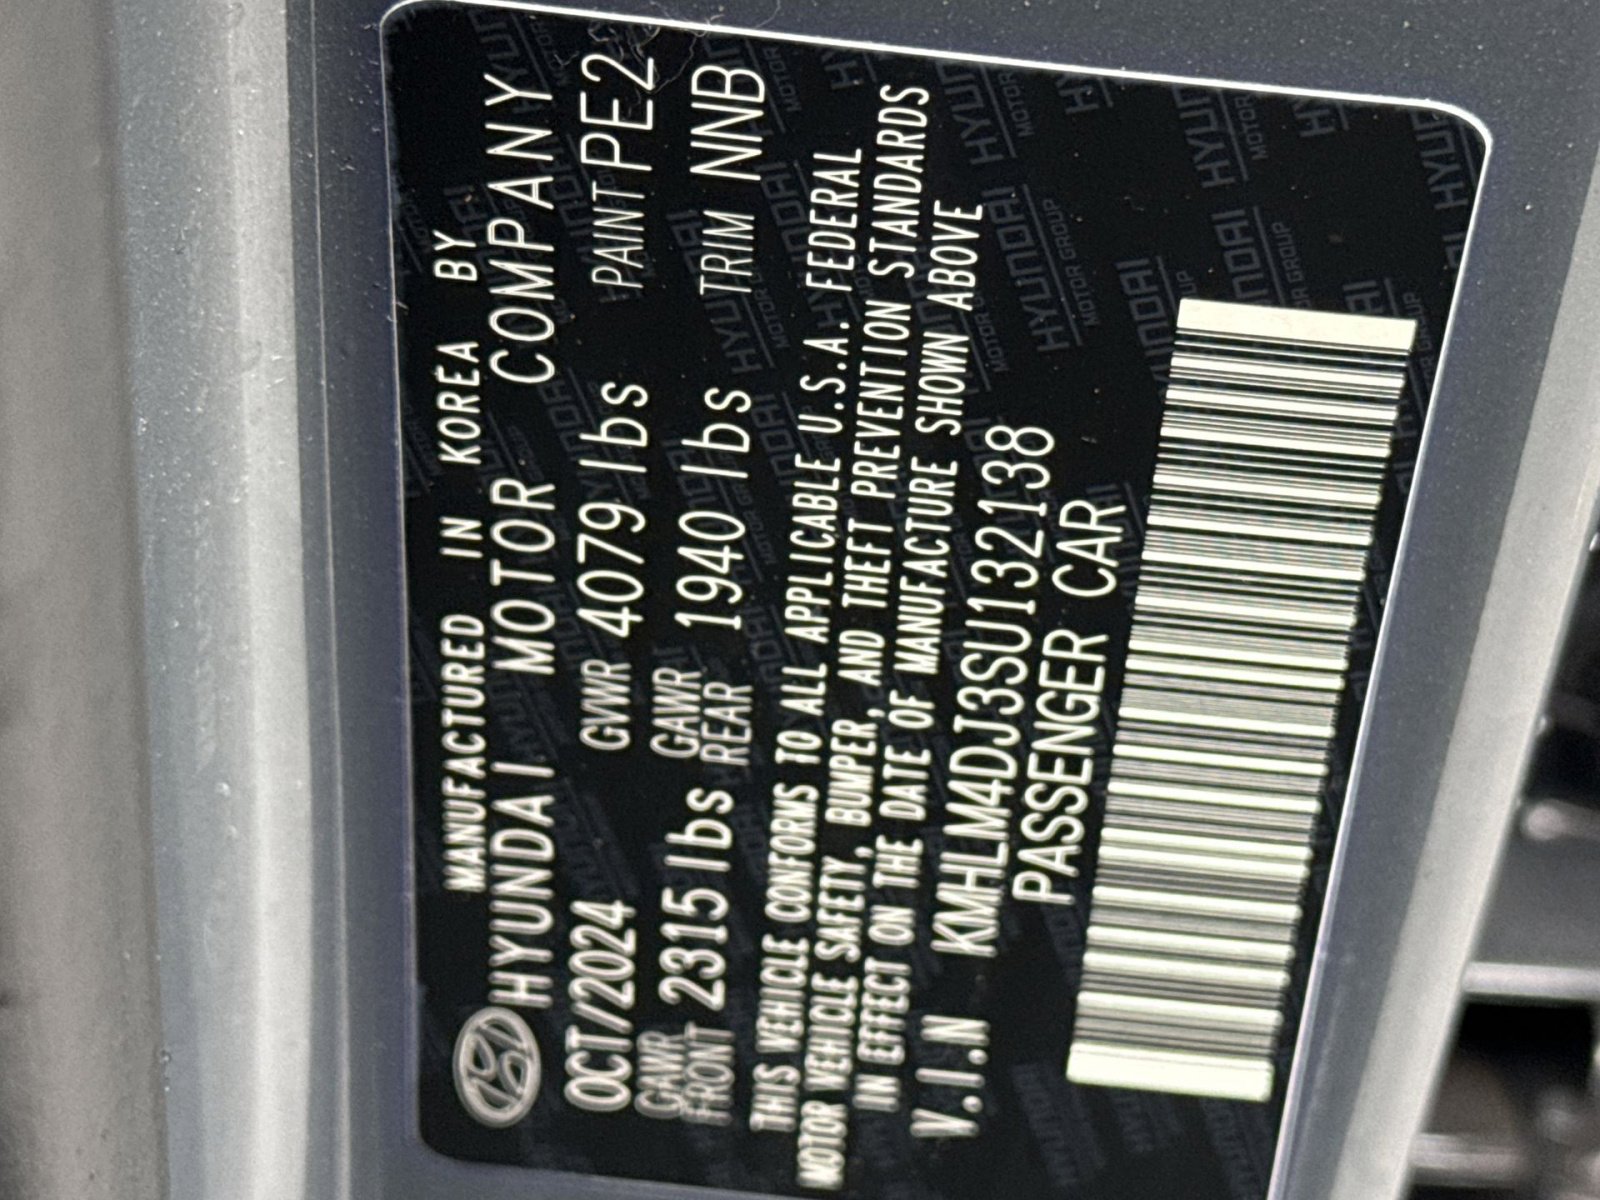 MANUFACTURED IN KOREA BY
HYUNDAI MOTOR COMPANY
OCT/2024 GVWR 4079 lbs PAINT PE2
GAWR FRONT 2315 lbs GAWR REAR 1940 lbs TRIM NNB
THIS VEHICLE CONFORMS TO ALL APPLICABLE U.S.A. FEDERAL
MOTOR VEHICLE SAFETY, BUMPER, AND THEFT PREVENTION STANDARDS
IN EFFECT ON THE DATE OF MANUFACTURE SHOWN ABOVE
V.I.N KMHLM4DJ3SU132138
PASSENGER CAR